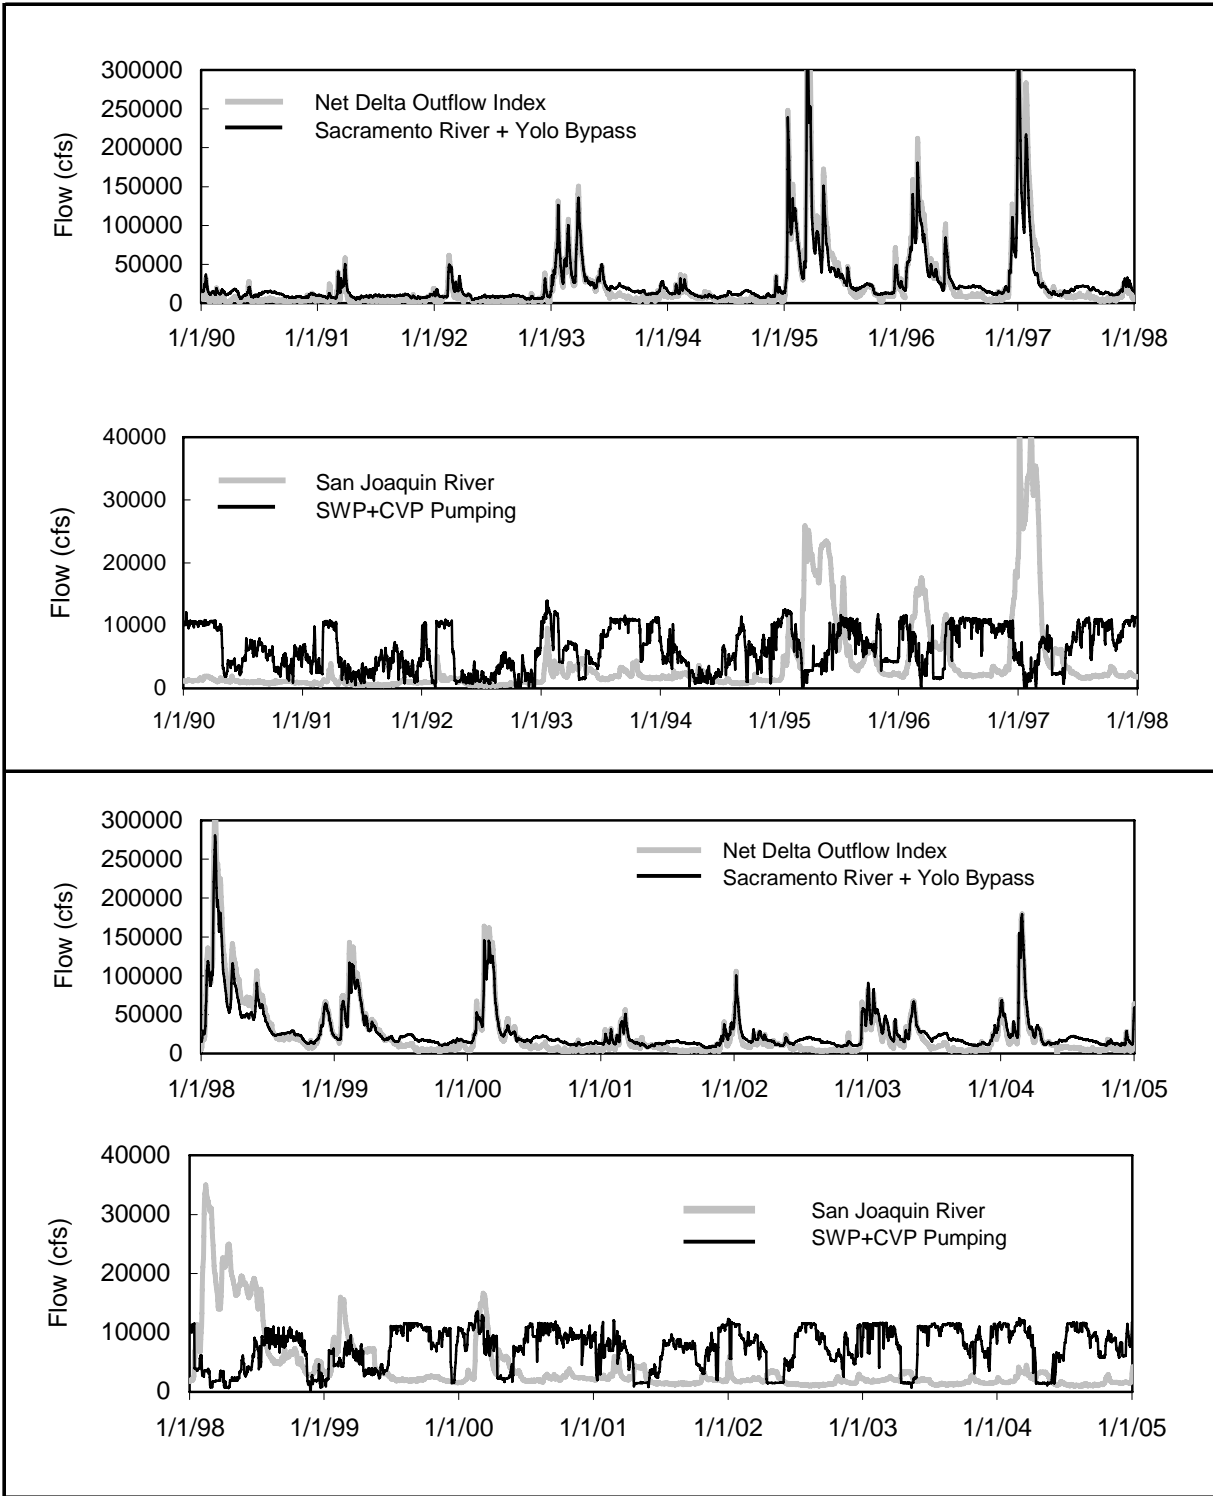 300000
250000
200000
150000
100000
50000
0
Flow (cfs)
Net Delta Outflow Index
Sacramento River + Yolo Bypass
1/1/90 1/1/91 1/1/92 1/1/93 1/1/94 1/1/95 1/1/96 1/1/97 1/1/98
40000
30000
20000
10000
0
Flow (cfs)
San Joaquin River
SWP+CVP Pumping
1/1/90 1/1/91 1/1/92 1/1/93 1/1/94 1/1/95 1/1/96 1/1/97 1/1/98
300000
250000
200000
150000
100000
50000
0
Flow (cfs)
Net Delta Outflow Index
Sacramento River + Yolo Bypass
1/1/98 1/1/99 1/1/00 1/1/01 1/1/02 1/1/03 1/1/04 1/1/05
40000
30000
20000
10000
0
Flow (cfs)
San Joaquin River
SWP+CVP Pumping
1/1/98 1/1/99 1/1/00 1/1/01 1/1/02 1/1/03 1/1/04 1/1/05